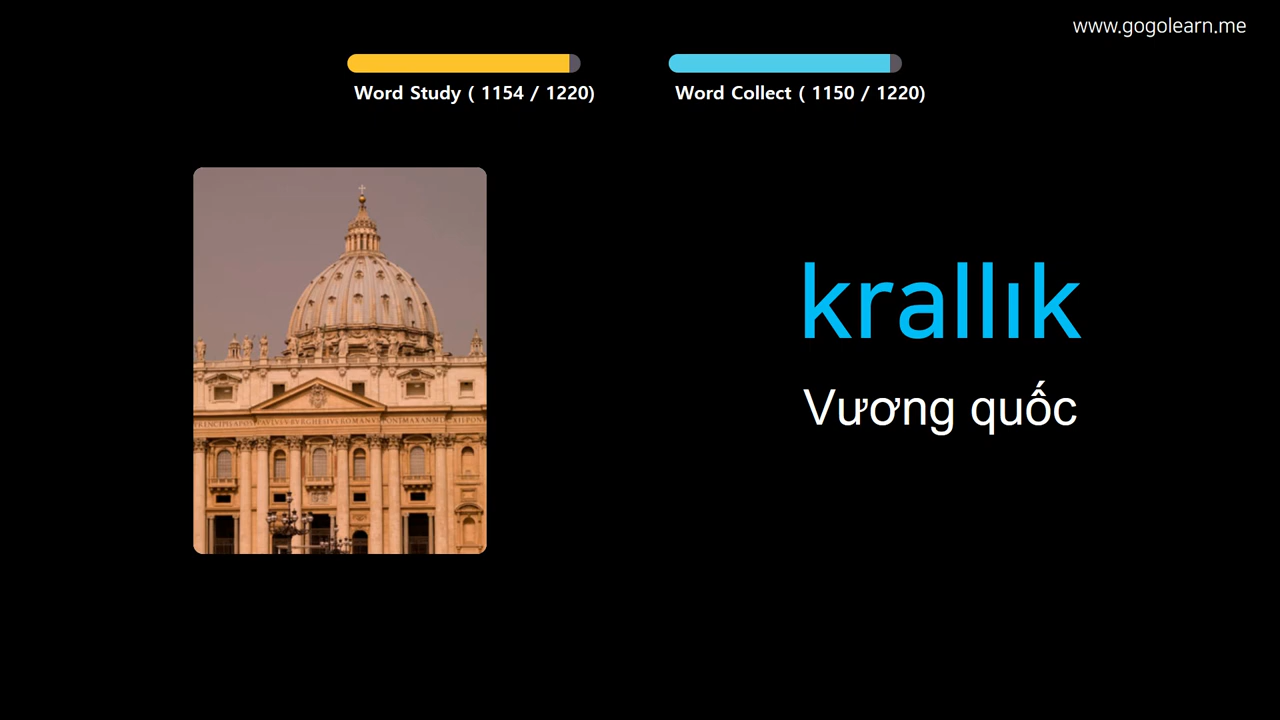 www.gogolearn.me
Word Study ( 1154 / 1220)
Word Collect ( 1150 / 1220)
krallık
Vương quốc